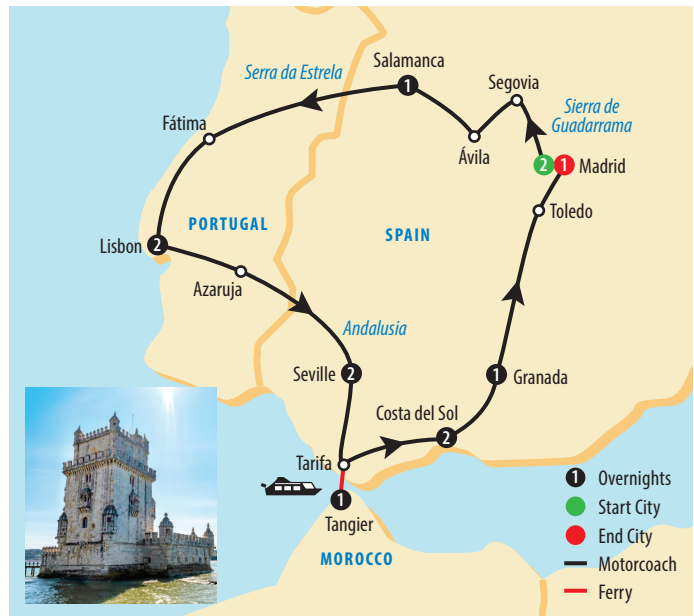 Salamanca
1
Serra da Estrela
Segovia
Sierra de
Guadarrama
Fátima
Ávila
2
1
Madrid
Toledo
PORTUGAL
SPAIN
Lisbon
2
Azaruja
Andalusia
Seville
2
1
Granada
Costa del Sol
2
Tarifa
1
Tangier
MOROCCO
1 Overnights
Start City
End City
Motorcoach
Ferry